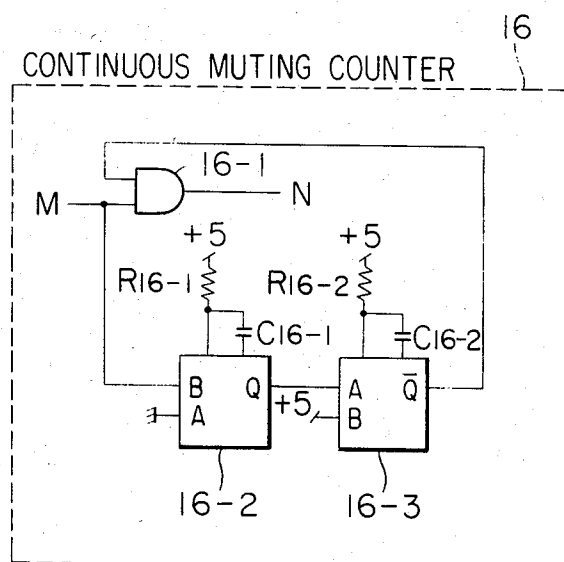 16
CONTINUOUS MUTING COUNTER
16-1
M
N
+5
+5
R16-1
R16-2
C16-1
C16-2
B
Q
A
Q̅
A
+5
B
16-2
16-3